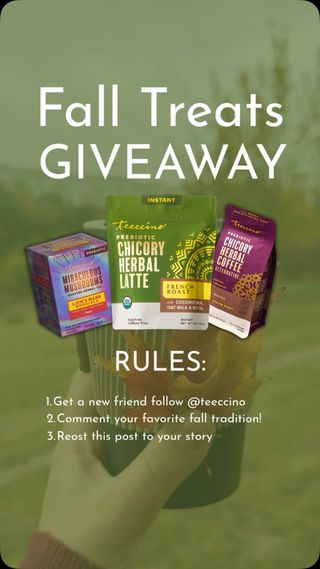 Fall Treats
GIVEAWAY
INSTANT
teeccino
PREBIOTIC
CHICORY
HERBAL
LATTE
FRENCH
ROAST
teeccino
PREBIOTIC
CHICORY
HERBAL
COFFEE
ALTERNATIVE
MIRACULOUS
MUSHROOMS
RULES:
1.Get a new friend follow @teeccino
2.Comment your favorite fall tradition!
3.Reost this post to your story